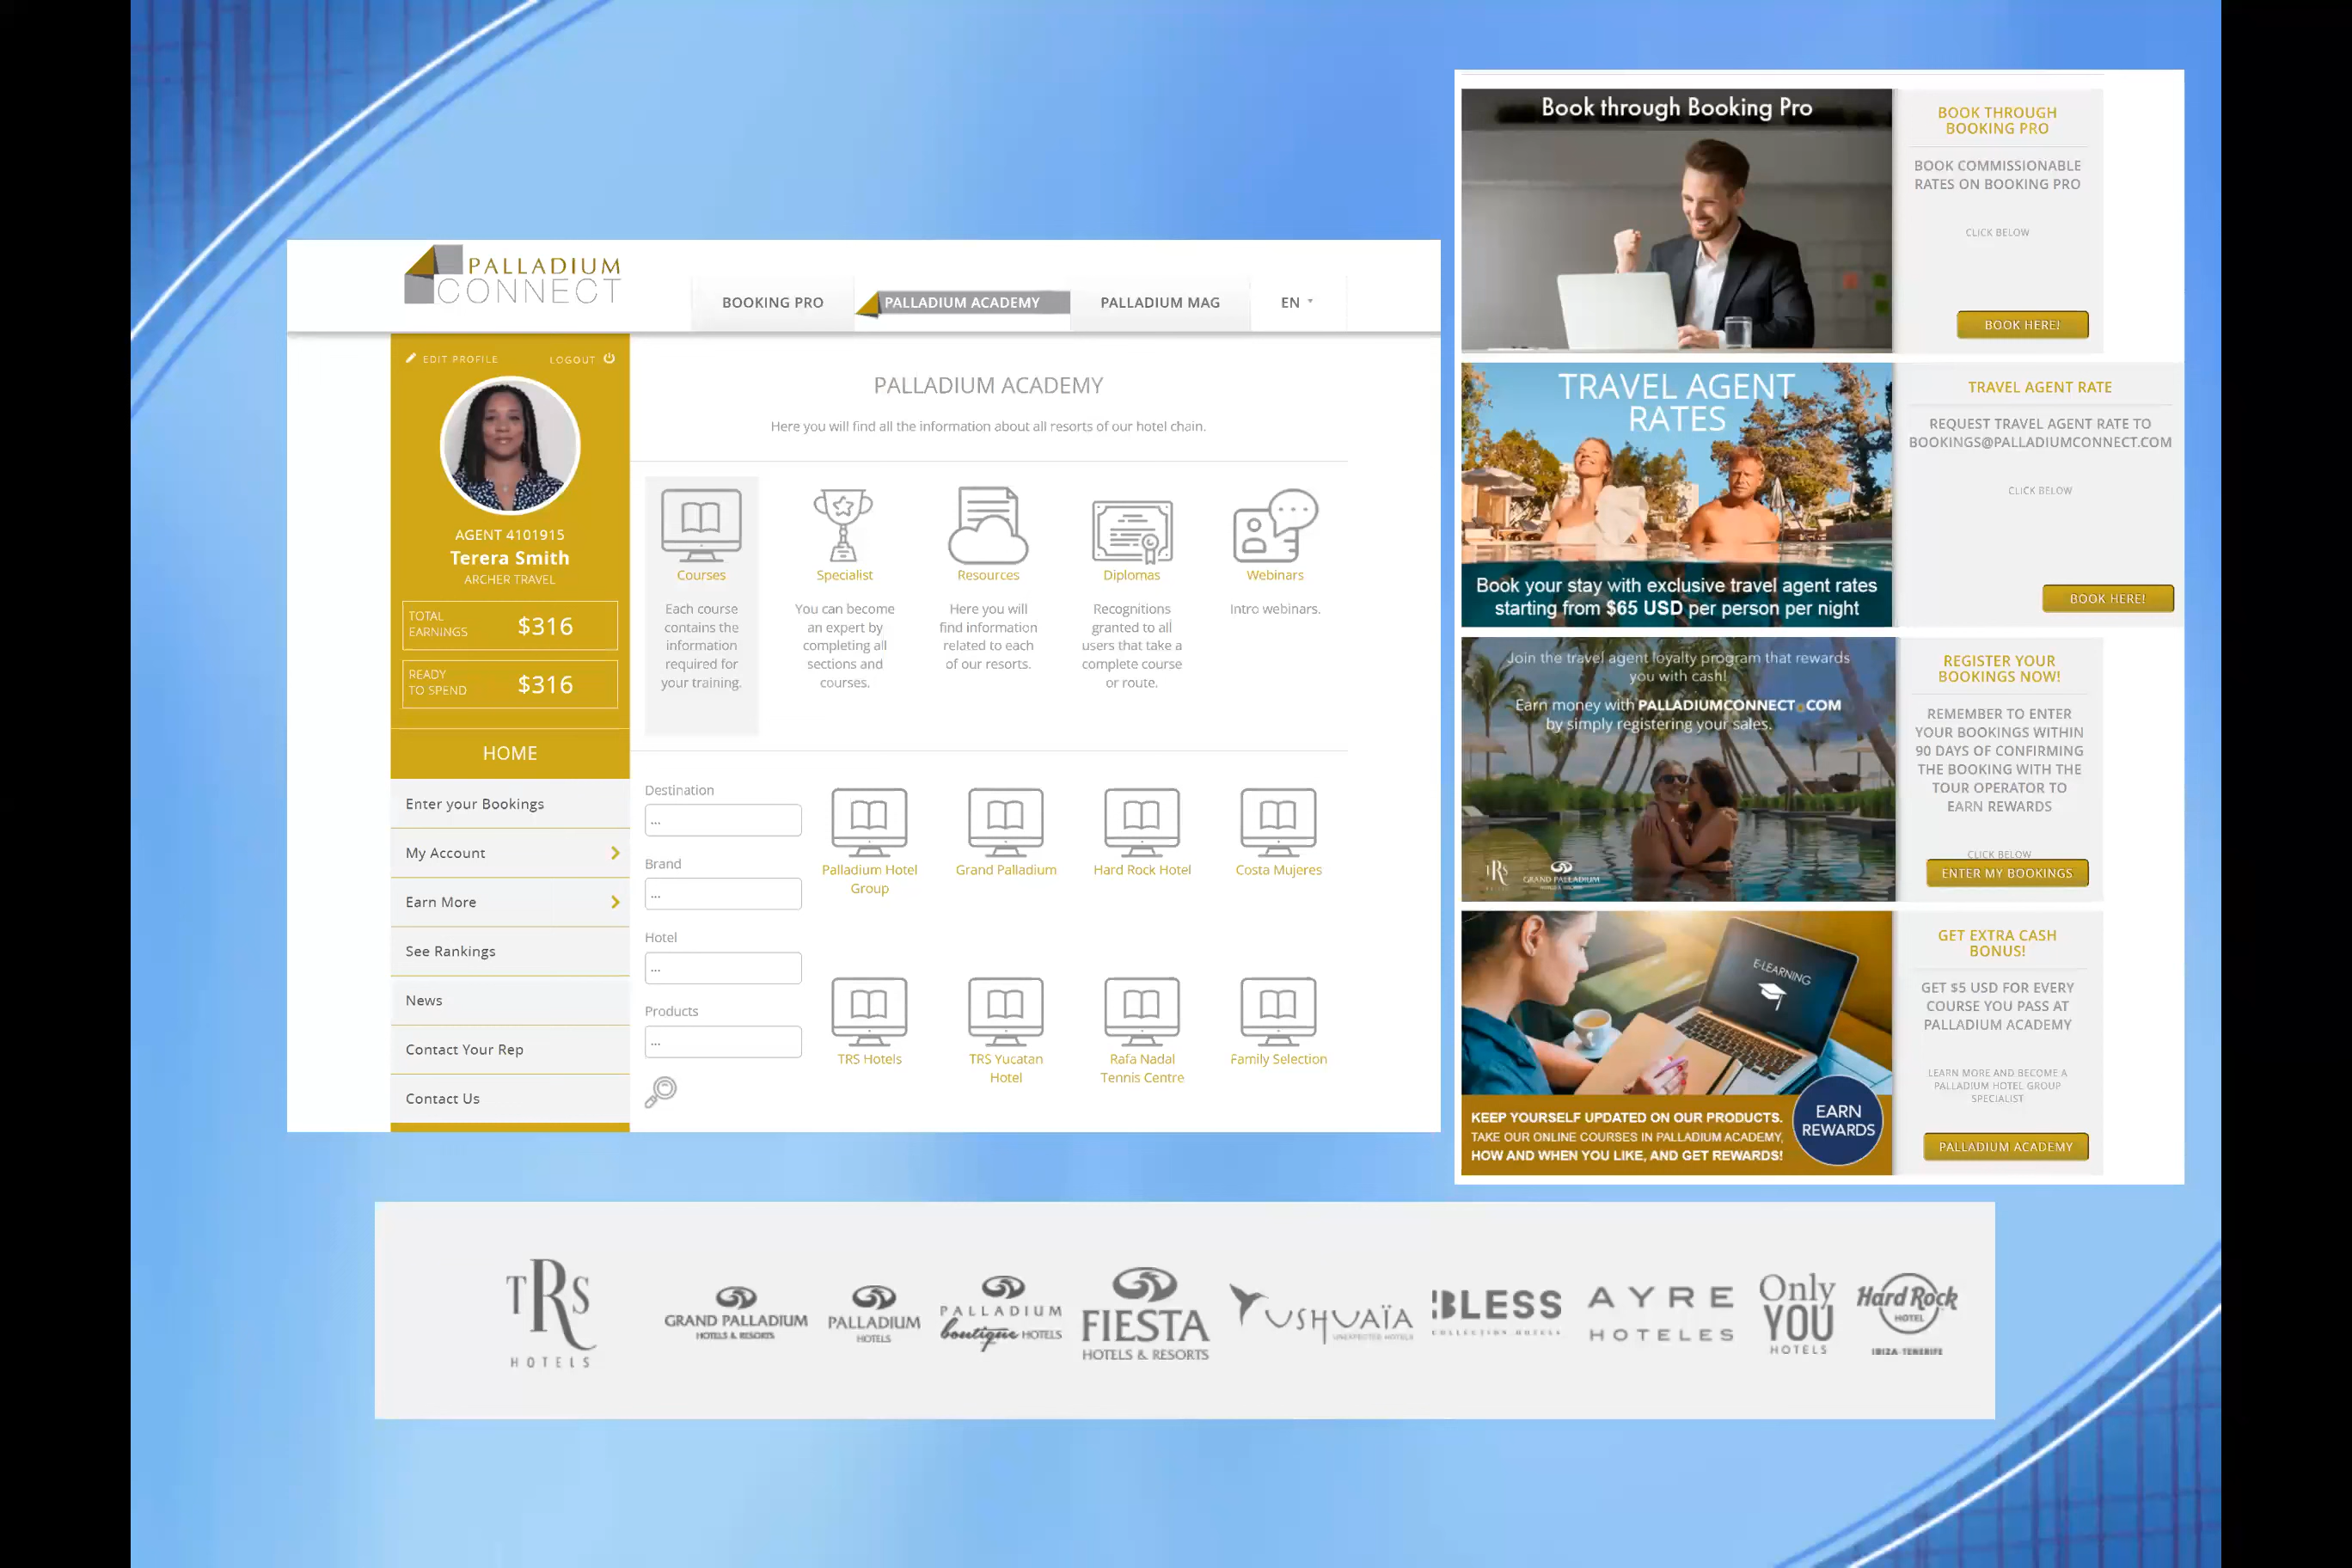 PALLADIUM
CONNECT
BOOKING PRO
PALLADIUM ACADEMY
PALLADIUM MAG
EN
EDIT PROFILE
LOGOUT
AGENT 4101915
Terera Smith
ARCHER TRAVEL
TOTAL
EARNINGS
$316
READY
TO SPEND
$316
HOME
Enter your Bookings
My Account
Earn More
See Rankings
News
Contact Your Rep
Contact Us
PALLADIUM ACADEMY
Here you will find all the information about all resorts of our hotel chain.
Courses
Each course
contains the
information
required for
your training.
Specialist
You can become
an expert by
completing all
sections and
courses.
Resources
Here you will
find information
related to each
of our resorts.
Diplomas
Recognitions
granted to all
users that take a
complete course
or route.
Webinars
Intro webinars.
Destination
...
Brand
...
Hotel
...
Products
...
Palladium Hotel
Group
Grand Palladium
Hard Rock Hotel
Costa Mujeres
TRS Hotels
TRS Yucatan
Hotel
Rafa Nadal
Tennis Centre
Family Selection
Book through Booking Pro
BOOK THROUGH
BOOKING PRO
BOOK COMMISSIONABLE
RATES ON BOOKING PRO
CLICK BELOW
BOOK HERE!
TRAVEL AGENT
RATES
Book your stay with exclusive travel agent rates
starting from $65 USD per person per night
TRAVEL AGENT RATE
REQUEST TRAVEL AGENT RATE TO
BOOKINGS@PALLADIUMCONNECT.COM
CLICK BELOW
BOOK HERE!
Join the travel agent loyalty program that rewards
you with cash!
Earn money with PALLADIUMCONNECT.COM
by simply registering your sales.
TRS
HOTELS
GRAND PALLADIUM
HOTELS & RESORTS
REGISTER YOUR
BOOKINGS NOW!
REMEMBER TO ENTER
YOUR BOOKINGS WITHIN
90 DAYS OF CONFIRMING
THE BOOKING WITH THE
TOUR OPERATOR TO
EARN REWARDS
CLICK BELOW
ENTER MY BOOKINGS
E-LEARNING
KEEP YOURSELF UPDATED ON OUR PRODUCTS.
TAKE OUR ONLINE COURSES IN PALLADIUM ACADEMY,
HOW AND WHEN YOU LIKE, AND GET REWARDS!
EARN
REWARDS
GET EXTRA CASH
BONUS!
GET $5 USD FOR EVERY
COURSE YOU PASS AT
PALLADIUM ACADEMY
LEARN MORE AND BECOME A
PALLADIUM HOTEL GROUP
SPECIALIST
PALLADIUM ACADEMY
TRS
HOTELS
GRAND PALLADIUM
HOTELS & RESORTS
PALLADIUM
HOTELS
PALLADIUM
boutique HOTELS
FIESTA
HOTELS & RESORTS
USHUAÏA
UNEXPECTED HOTELS
BLESS
COLLECTION HOTELS
AYRE
HOTELES
Only
YOU
HOTELS
Hard Rock
HOTEL
IBIZA-TENERIFE